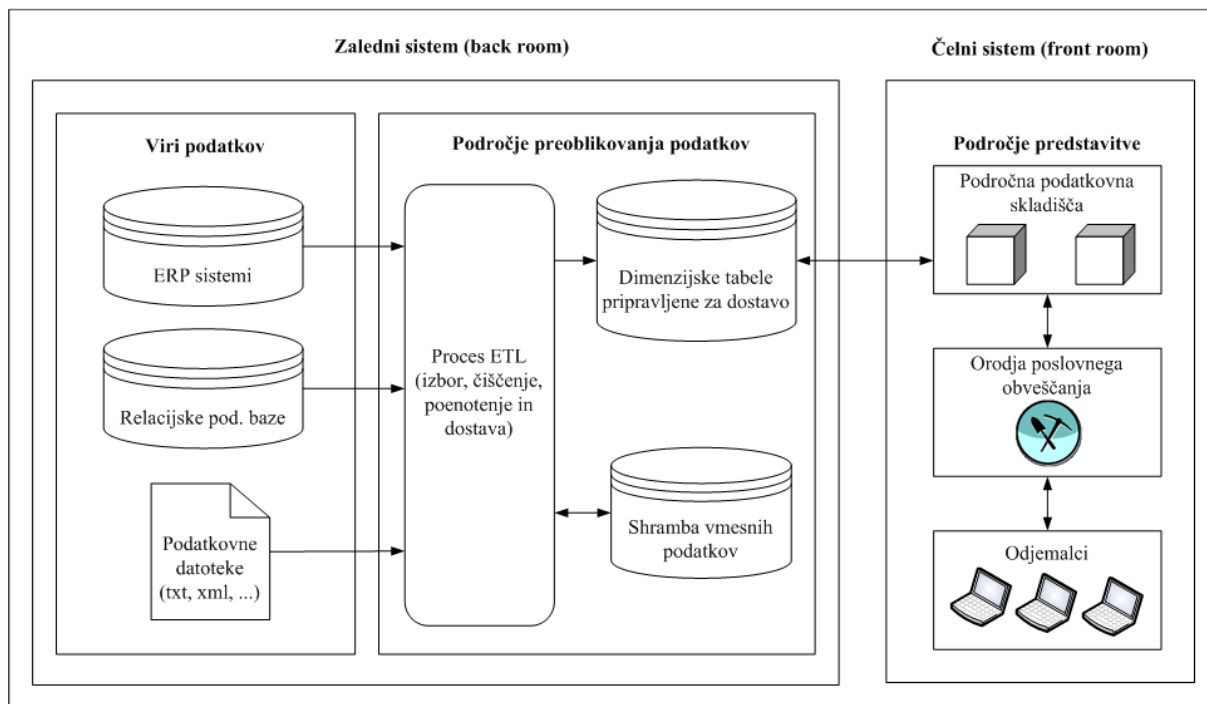 Zaledni sistem (back room)
Čelni sistem (front room)
Viri podatkov
ERP sistemi
Relacijske pod. baze
Podatkovne
datoteke
(txt, xml, ...)
Področje preoblikovanja podatkov
Proces ETL
(izbor, čiščenje,
poenotenje in
dostava)
Dimenzijske tabele
pripravljene za dostavo
Shramba vmesnih
podatkov
Področje predstavitve
Področna podatkovna
skladišča
Orodja poslovnega
obveščanja
Odjemalci